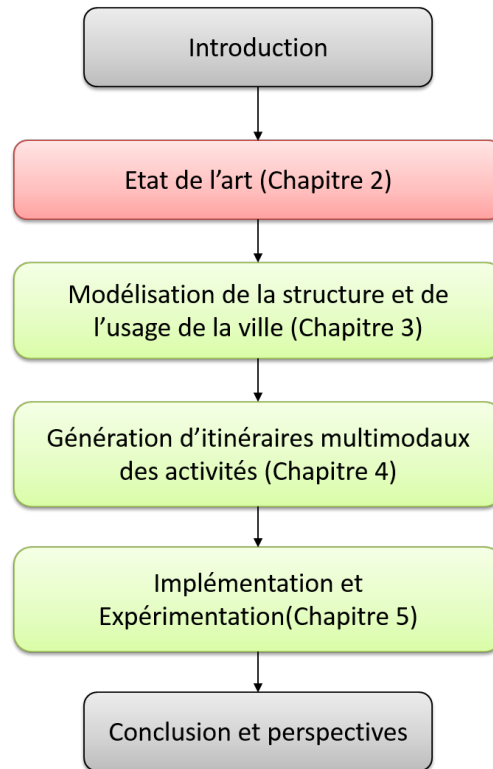 Introduction
Etat de l'art (Chapitre 2)
Modélisation de la structure et de
l'usage de la ville (Chapitre 3)
Génération d'itinéraires multimodaux
des activités (Chapitre 4)
Implémentation et
Expérimentation(Chapitre 5)
Conclusion et perspectives